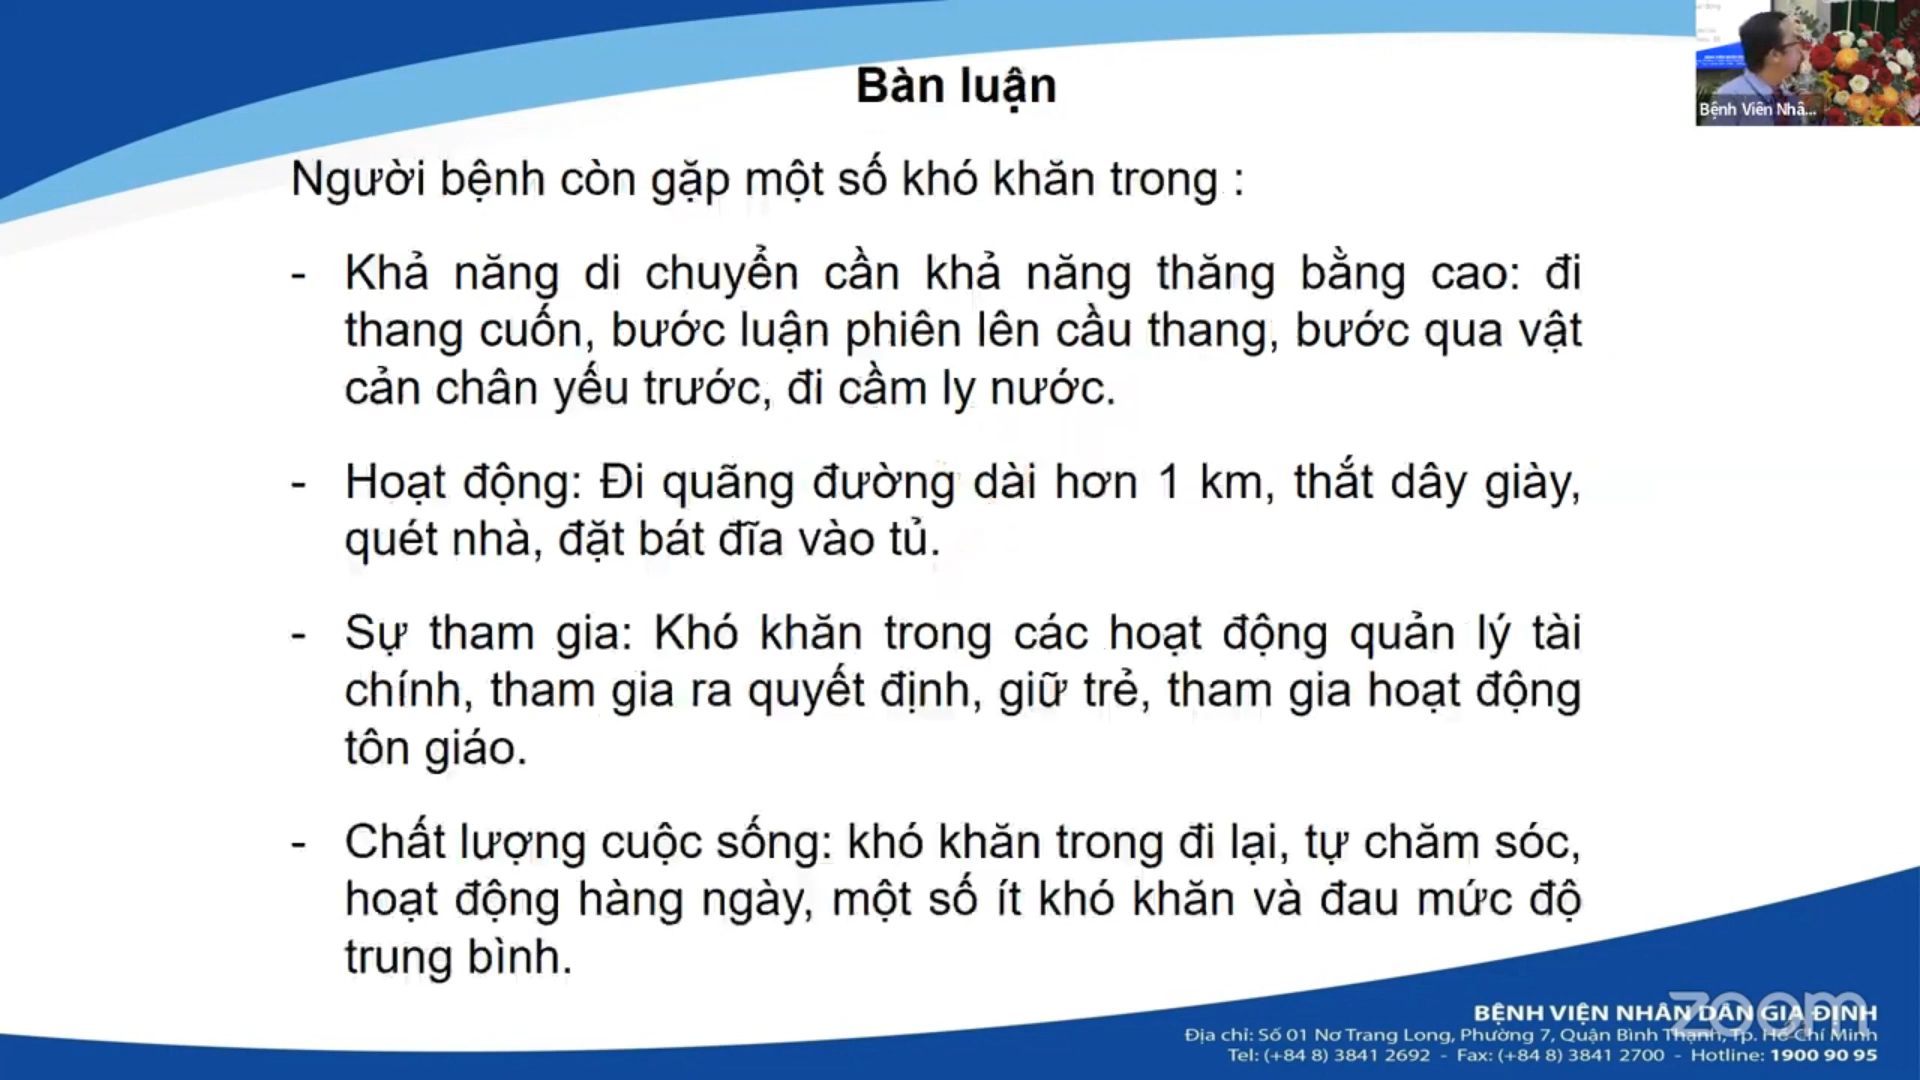 Bàn luận
Bệnh Viên Nhâ...
Người bệnh còn gặp một số khó khăn trong :
- Khả năng di chuyển cần khả năng thăng bằng cao: đi
thang cuốn, bước luận phiên lên cầu thang, bước qua vật
cản chân yếu trước, đi cầm ly nước.
- Hoạt động: Đi quãng đường dài hơn 1 km, thắt dây giày,
quét nhà, đặt bát đĩa vào tủ.
- Sự tham gia: Khó khăn trong các hoạt động quản lý tài
chính, tham gia ra quyết định, giữ trẻ, tham gia hoạt động
tôn giáo.
- Chất lượng cuộc sống: khó khăn trong đi lại, tự chăm sóc,
hoạt động hàng ngày, một số ít khó khăn và đau mức độ
trung bình.
zoom
BỆNH VIỆN NHÂN DÂN GIA ĐỊNH
Địa chỉ: Số 01 Nơ Trang Long, Phường 7, Quận Bình Thạnh, Tp. Hồ Chí Minh
Tel: (+84 8) 3841 2692 - Fax: (+84 8) 3841 2700 - Hotline: 1900 90 95